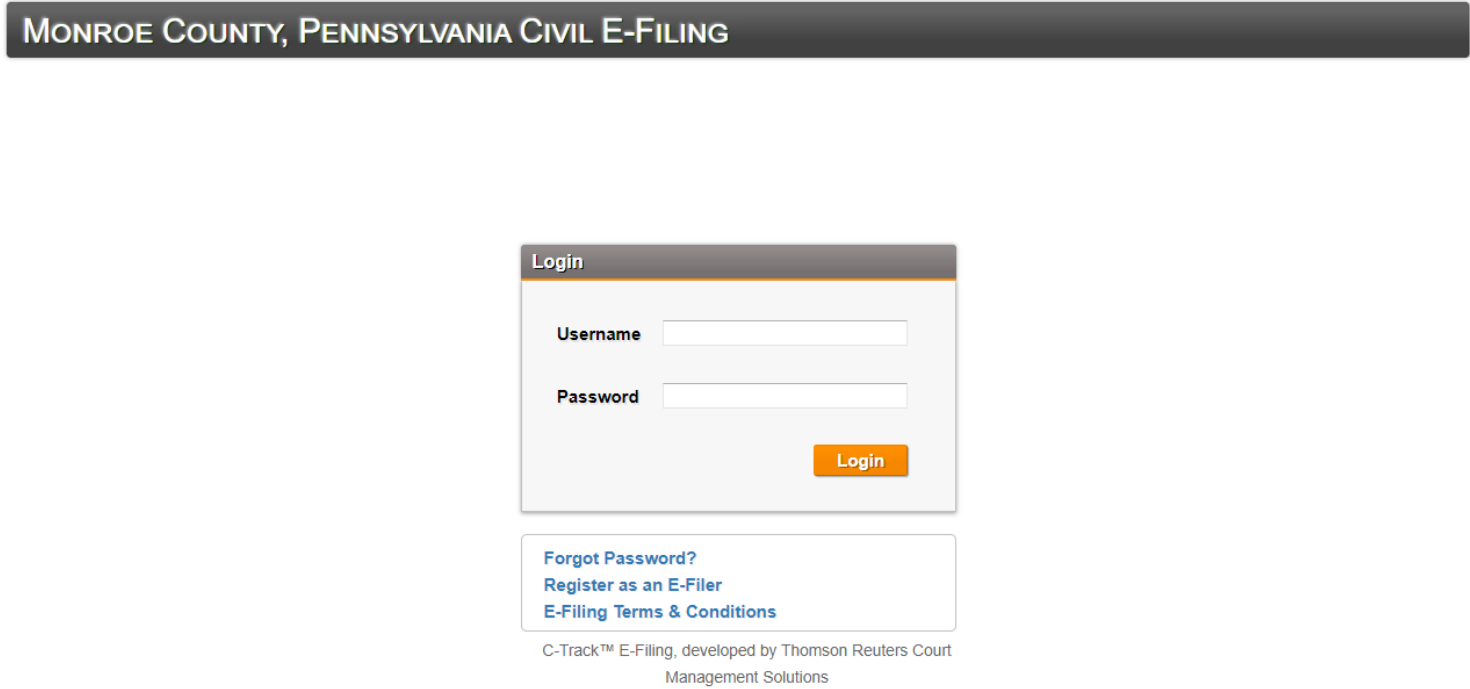 MONROE COUNTY, PENNSYLVANIA CIVIL E-FILING
Login
Username
Password
Login
Forgot Password?
Register as an E-Filer
E-Filing Terms & Conditions
C-Track™ E-Filing, developed by Thomson Reuters Court
Management Solutions